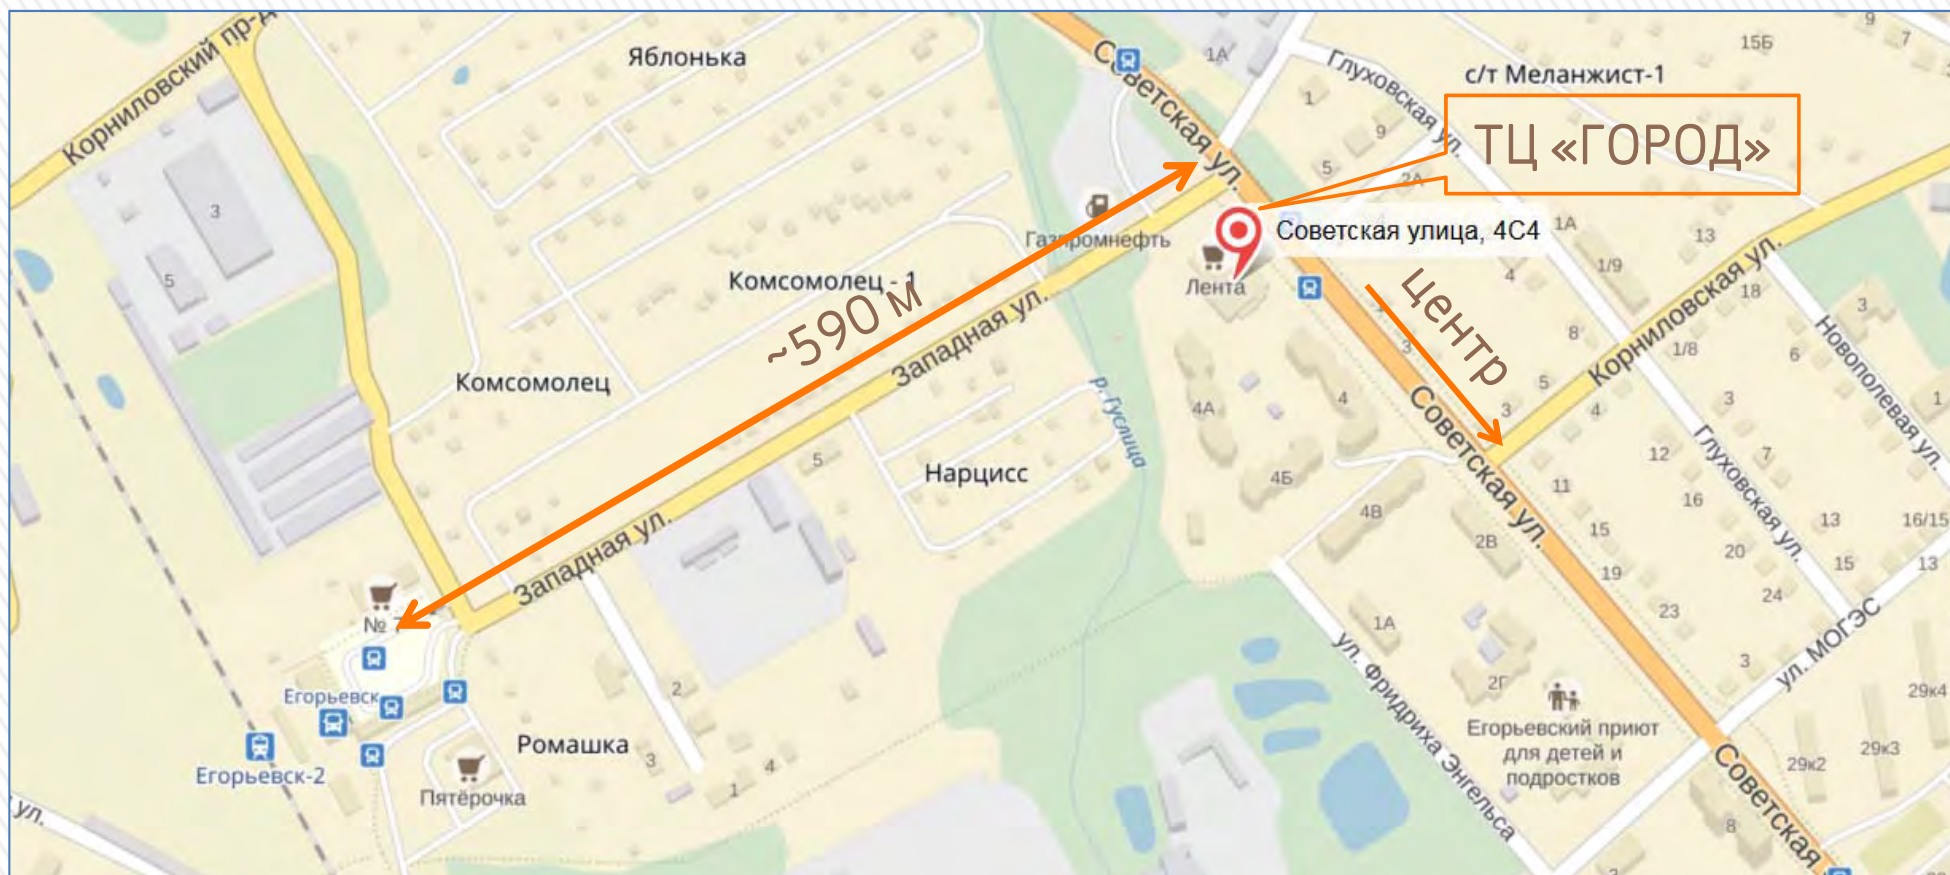 Корниловский пр-д
Яблонька
Советская ул.
1А
Глуховская ул.
с/т Меланжист-1
15Б
9
7
1
9
5
2А
ТЦ «ГОРОД»
3
5
Газпромнефть
Советская улица, 4С4
1А
13
1/9
Лента
4
центр
Корниловская ул.
18
3
Комсомолец - 1
~590 м
Западная ул.
8
1/8
6
Новополевая ул.
3
Комсомолец
р. Гуслица
4А
4
5
3
4
3
1
Советская ул.
Глуховская ул.
5
Нарцисс
4Б
12
7
11
16
4В
13
16/15
15
2В
20
15
13
Западная ул.
19
24
23
№ 7
1А
ул. Фридриха Энгельса
3
ул. МОГЭС
2Г
29к4
Егорьевск
2
Егорьевский приют
для детей и
подростков
Ромашка
3
4
1
Егорьевск-2
Пятёрочка
29к3
29к2
Советская
8
ул.